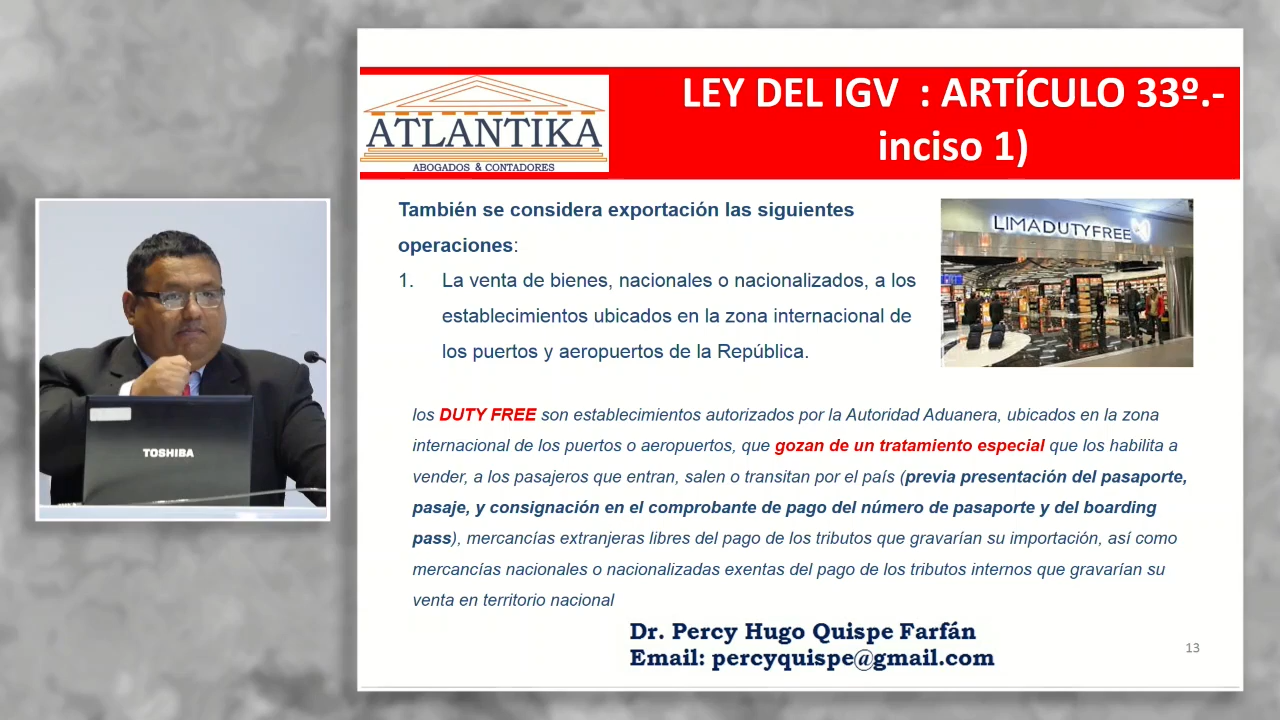 ATLANTIKA
ABOGADOS & CONTADORES
LEY DEL IGV : ARTÍCULO 33º.-
inciso 1)
También se considera exportación las siguientes
operaciones:
1. La venta de bienes, nacionales o nacionalizados, a los
establecimientos ubicados en la zona internacional de
los puertos y aeropuertos de la República.
LIMADUTYFREE
los DUTY FREE son establecimientos autorizados por la Autoridad Aduanera, ubicados en la zona
internacional de los puertos o aeropuertos, que gozan de un tratamiento especial que los habilita a
vender, a los pasajeros que entran, salen o transitan por el país (previa presentación del pasaporte,
pasaje, y consignación en el comprobante de pago del número de pasaporte y del boarding
pass), mercancías extranjeras libres del pago de los tributos que gravarían su importación, así como
mercancías nacionales o nacionalizadas exentas del pago de los tributos internos que gravarían su
venta en territorio nacional
TOSHIBA
Dr. Percy Hugo Quispe Farfán
Email: percyquispe@gmail.com
13